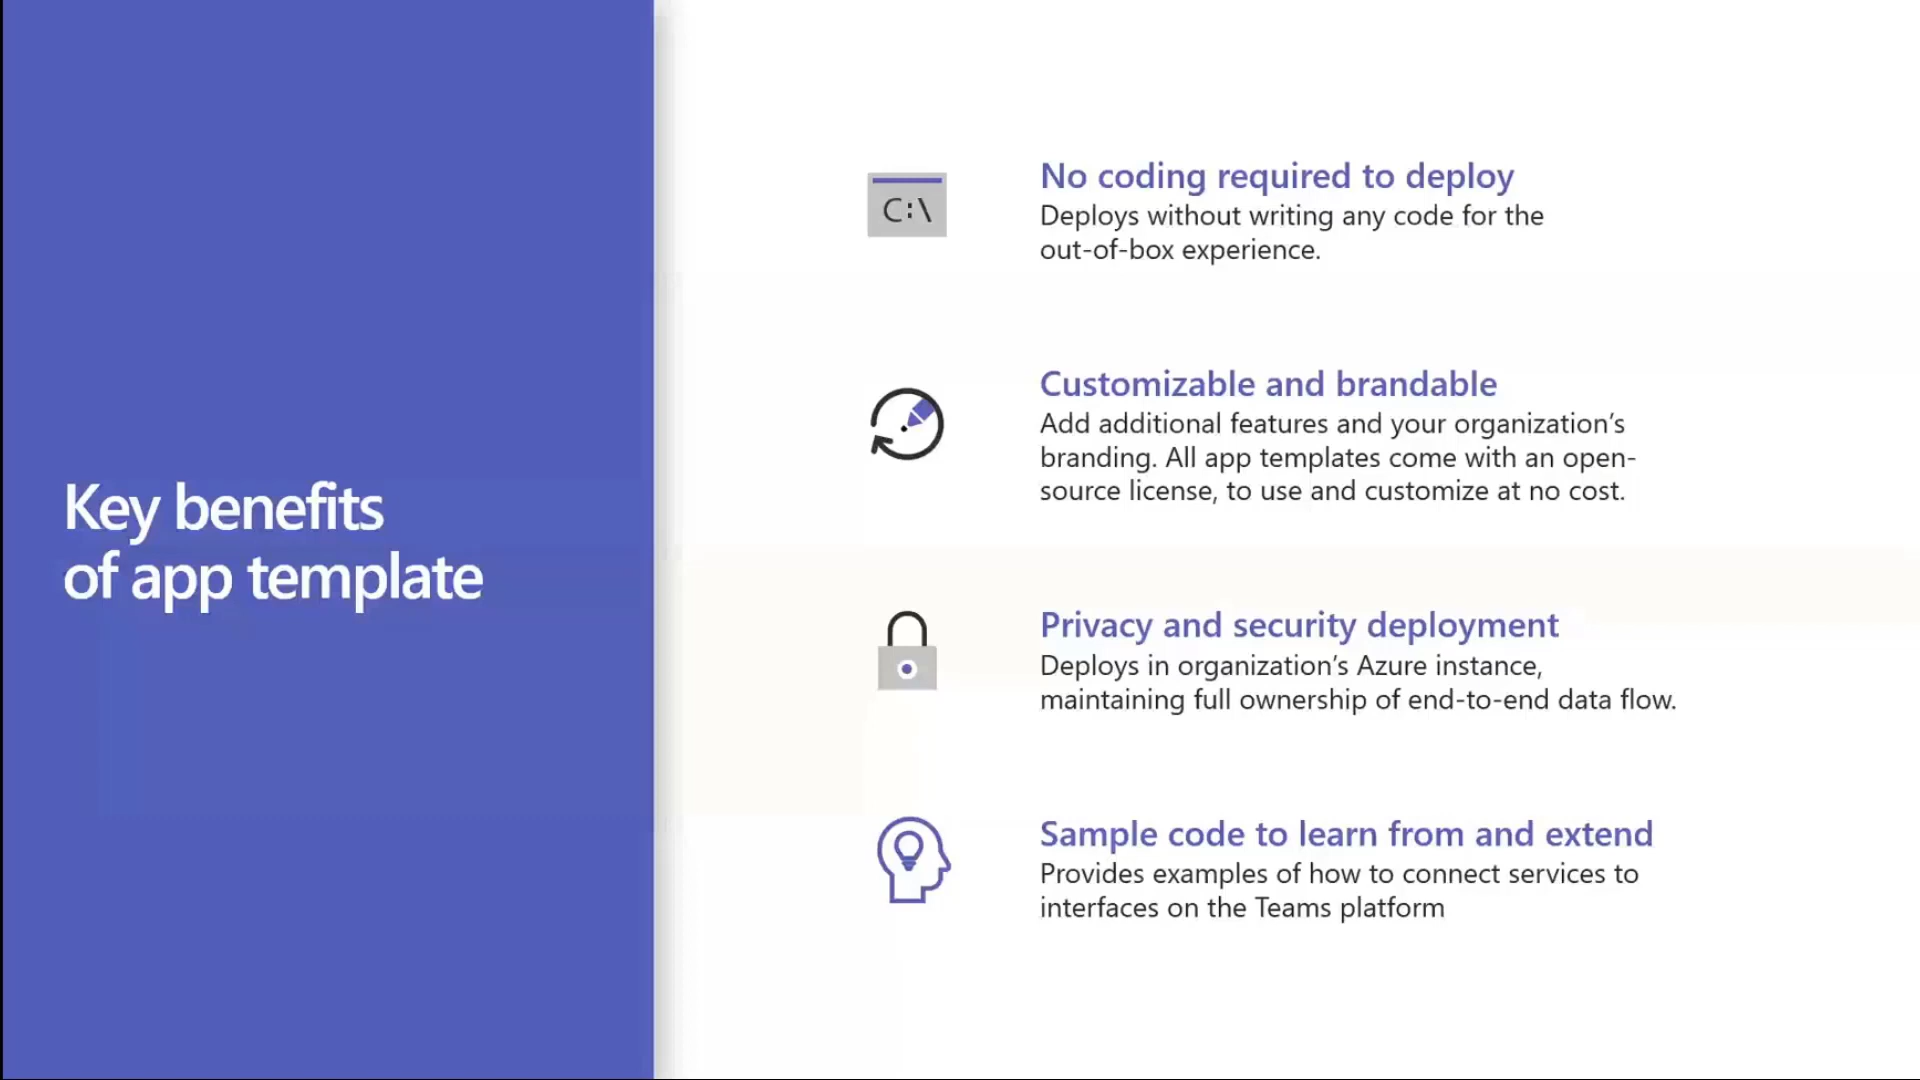 Key benefits
of app template
C:\
No coding required to deploy
Deploys without writing any code for the
out-of-box experience.
Customizable and brandable
Add additional features and your organization’s
branding. All app templates come with an open-
source license, to use and customize at no cost.
Privacy and security deployment
Deploys in organization’s Azure instance,
maintaining full ownership of end-to-end data flow.
Sample code to learn from and extend
Provides examples of how to connect services to
interfaces on the Teams platform